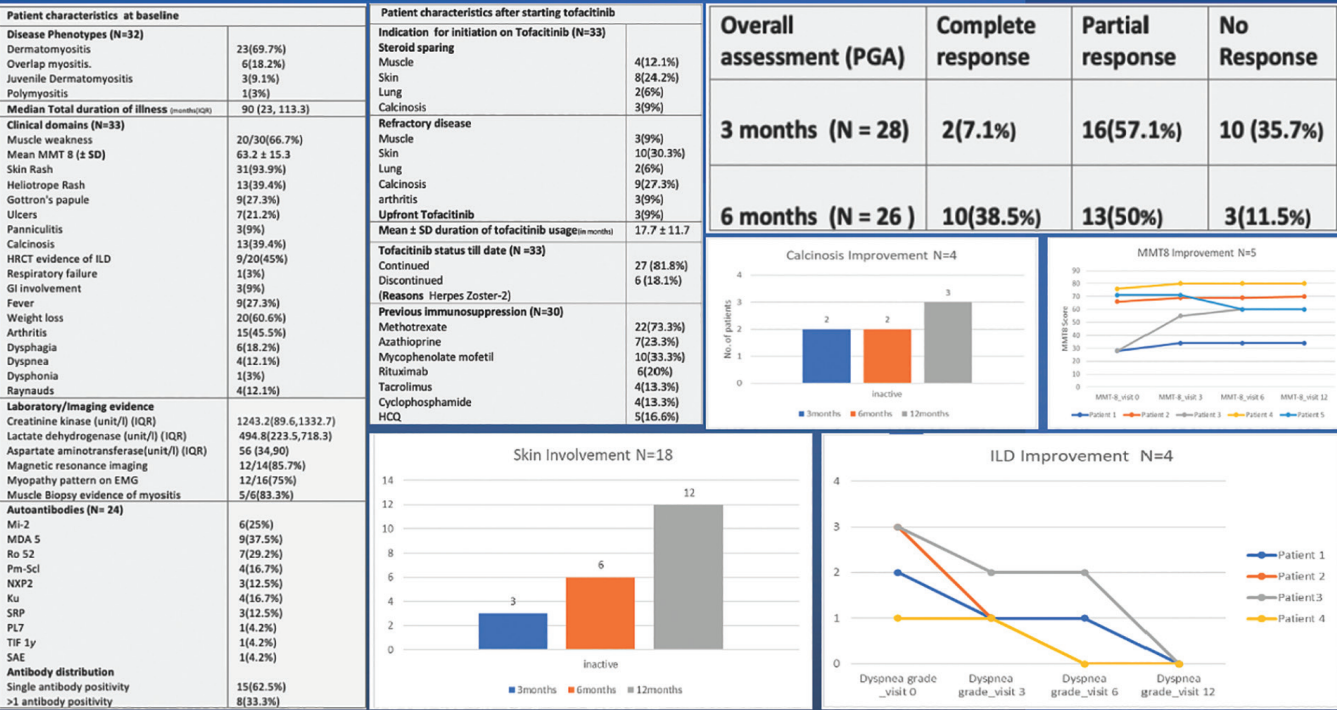 Patient characteristics at baseline
Disease Phenotypes (N=32)
Dermatomyositis 23(69.7%)
Overlap myositis. 6(18.2%)
Juvenile Dermatomyositis 3(9.1%)
Polymyositis 1(3%)
Median Total duration of illness (months(IQR) 90 (23, 113.3)
Clinical domains (N=33)
Muscle weakness 20/30(66.7%)
Mean MMT 8 (± SD) 63.2 ± 15.3
Skin Rash 31(93.9%)
Heliotrope Rash 13(39.4%)
Gottron's papule 9(27.3%)
Ulcers 7(21.2%)
Panniculitis 3(9%)
Calcinosis 13(39.4%)
HRCT evidence of ILD 9/20(45%)
Respiratory failure 1(3%)
GI involvement 3(9%)
Fever 9(27.3%)
Weight loss 20(60.6%)
Arthritis 15(45.5%)
Dysphagia 6(18.2%)
Dyspnea 4(12.1%)
Dysphonia 1(3%)
Raynauds 4(12.1%)
Laboratory/Imaging evidence
Creatinine kinase (unit/l) (IQR) 1243.2(89.6,1332.7)
Lactate dehydrogenase (unit/l) (IQR) 494.8(223.5,718.3)
Aspartate aminotransferase(unit/l) (IQR) 56 (34,90)
Magnetic resonance imaging 12/14(85.7%)
Myopathy pattern on EMG 12/16(75%)
Muscle Biopsy evidence of myositis 5/6(83.3%)
Autoantibodies (N= 24)
Mi-2 6(25%)
MDA 5 9(37.5%)
Ro 52 7(29.2%)
Pm-Scl 4(16.7%)
NXP2 3(12.5%)
Ku 4(16.7%)
SRP 3(12.5%)
PL7 1(4.2%)
TIF 1y 1(4.2%)
SAE 1(4.2%)
Antibody distribution
Single antibody positivity 15(62.5%)
>1 antibody positivity 8(33.3%)
Patient characteristics after starting tofacitinib
Indication for initiation on Tofacitinib (N=33)
Steroid sparing
Muscle 4(12.1%)
Skin 8(24.2%)
Lung 2(6%)
Calcinosis 3(9%)
Refractory disease
Muscle 3(9%)
Skin 10(30.3%)
Lung 2(6%)
Calcinosis 9(27.3%)
arthritis 3(9%)
Upfront Tofacitinib 3(9%)
Mean ± SD duration of tofacitinib usage(in months) 17.7 ± 11.7
Tofacitinib status till date (N =33)
Continued 27 (81.8%)
Discontinued 6 (18.1%)
(Reasons Herpes Zoster-2)
Previous immunosuppression (N=30)
Methotrexate 22(73.3%)
Azathioprine 7(23.3%)
Mycophenolate mofetil 10(33.3%)
Rituximab 6(20%)
Tacrolimus 4(13.3%)
Cyclophosphamide 4(13.3%)
HCQ 5(16.6%)
Overall assessment (PGA) Complete response Partial response No Response
3 months (N = 28) 2(7.1%) 16(57.1%) 10 (35.7%)
6 months (N = 26 ) 10(38.5%) 13(50%) 3(11.5%)
Calcinosis Improvement N=4
No. of patients
4
3
2
1
0
2 2 3
inactive
3months 6months 12months
MMT8 Improvement N=5
MMT8 Score
90
80
70
60
50
40
30
20
10
0
MMT-8_visit 0 MMT-8_visit 3 MMT-8_visit 6 MMT-8_visit 12
Patient 1 Patient 2 Patient 3 Patient 4 Patient 5
Skin Involvement N=18
14
12
10
8
6
4
2
0
3 6 12
inactive
3months 6months 12months
ILD Improvement N=4
4
3
2
1
0
Dyspnea grade _visit 0 Dyspnea grade_visit 3 Dyspnea grade_visit 6 Dyspnea grade_visit 12
Patient 1
Patient 2
Patient3
Patient 4